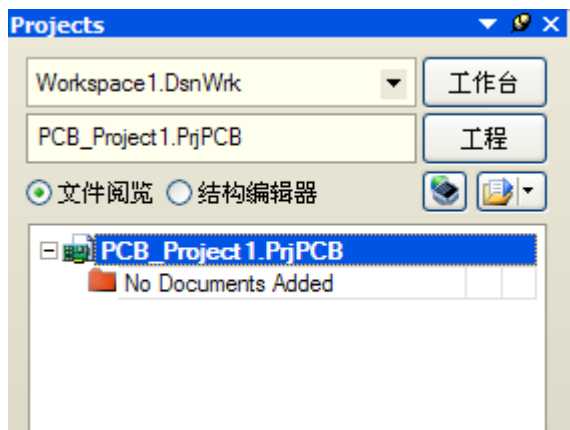 Projects
Workspace1.DsnWrk 工作台
PCB_Project1.PrjPCB 工程
文件阅览 结构编辑器
PCB_Project1.PrjPCB
No Documents Added